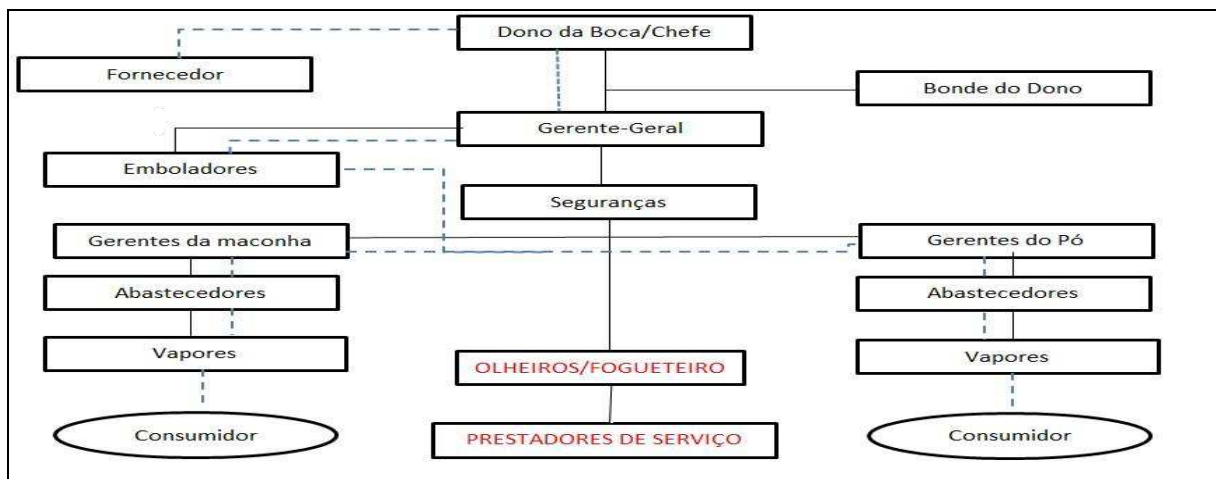 Dono da Boca/Chefe
Fornecedor
Bonde do Dono
Gerente-Geral
Emboladores
Seguranças
Gerentes da maconha
Gerentes do Pó
Abastecedores
Abastecedores
Vapores
Vapores
OLHEIROS/FOGUETEIRO
Consumidor
Consumidor
PRESTADORES DE SERVIÇO